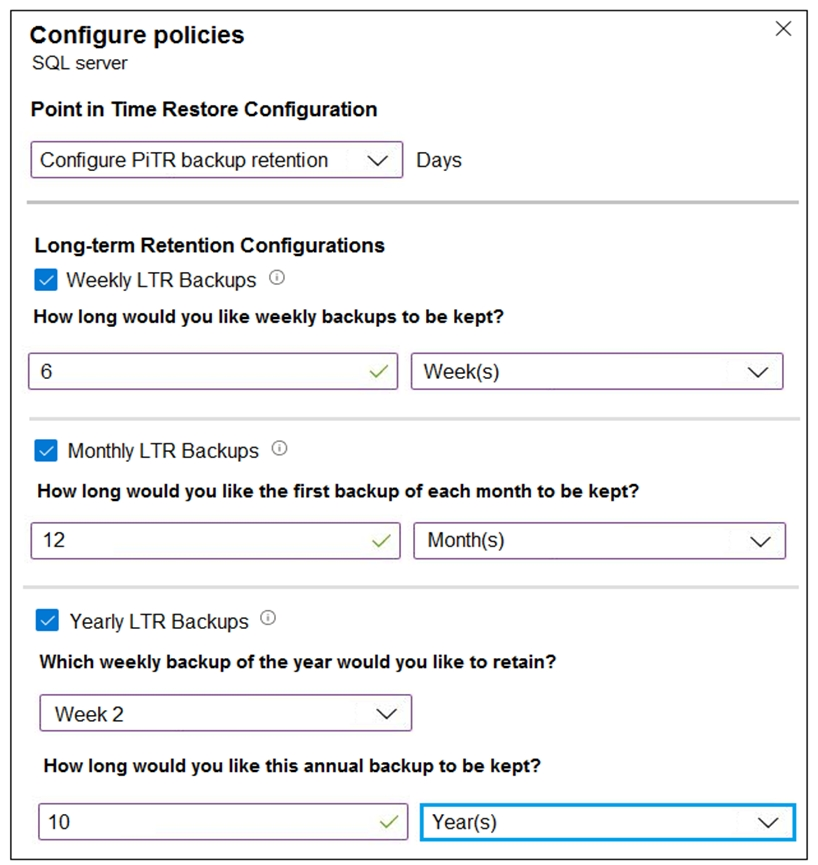 Configure policies
SQL server
Point in Time Restore Configuration
Configure PiTR backup retention Days
Long-term Retention Configurations
Weekly LTR Backups
How long would you like weekly backups to be kept?
6 Week(s)
Monthly LTR Backups
How long would you like the first backup of each month to be kept?
12 Month(s)
Yearly LTR Backups
Which weekly backup of the year would you like to retain?
Week 2
How long would you like this annual backup to be kept?
10 Year(s)